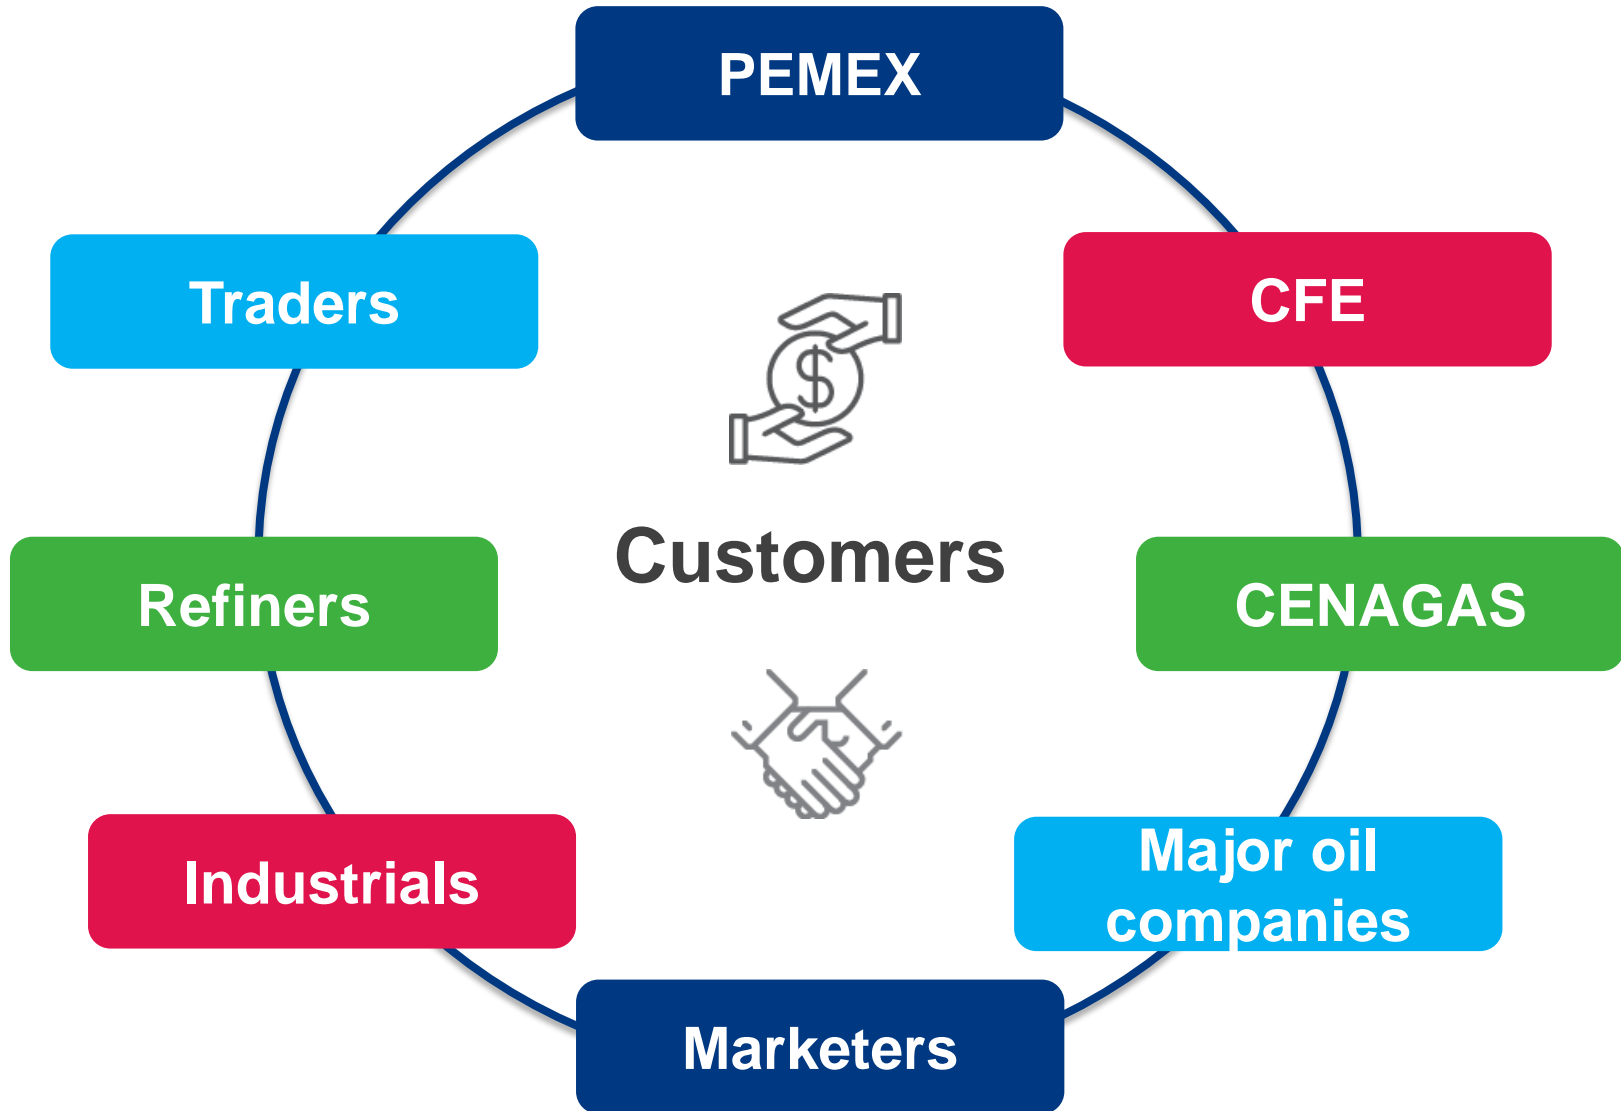 PEMEX
Traders
CFE
Customers
Refiners
CENAGAS
Industrials
Major oil
companies
Marketers